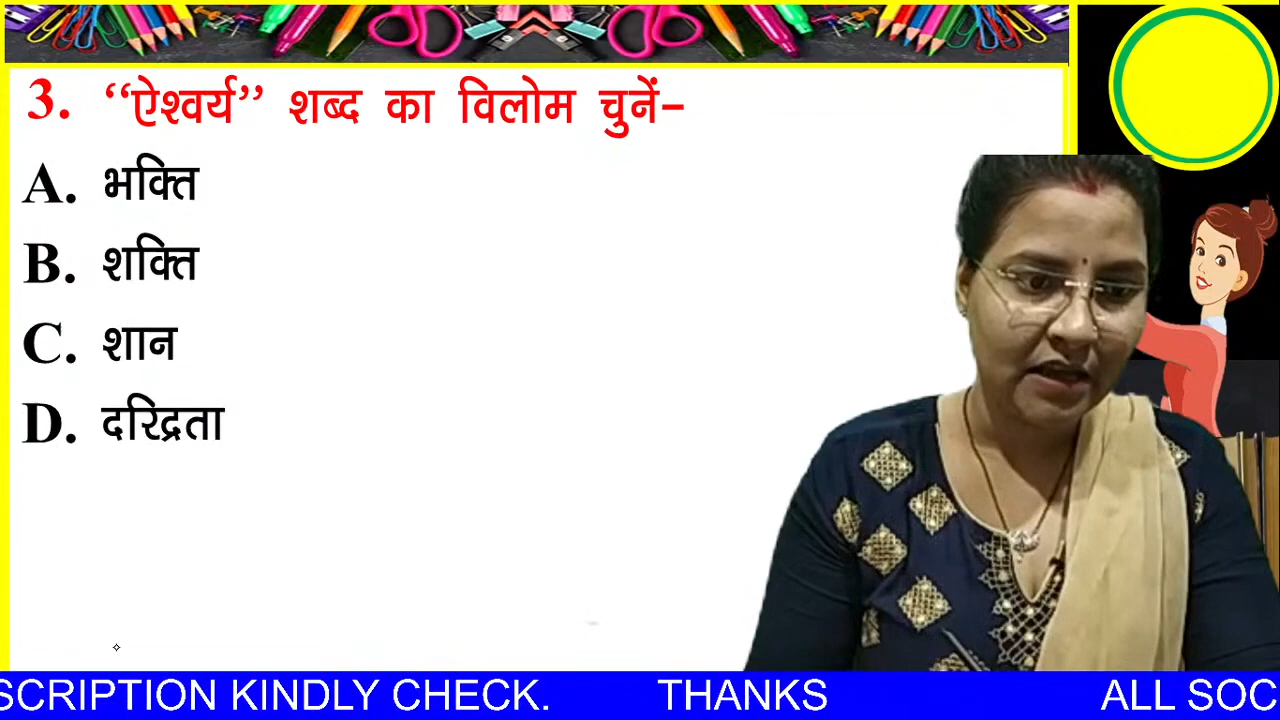 3. “ऐश्वर्य” शब्द का विलोम चुनें–
A. भक्ति
B. शक्ति
C. शान
D. दरिद्रता
SCRIPTION KINDLY CHECK. THANKS ALL SOC